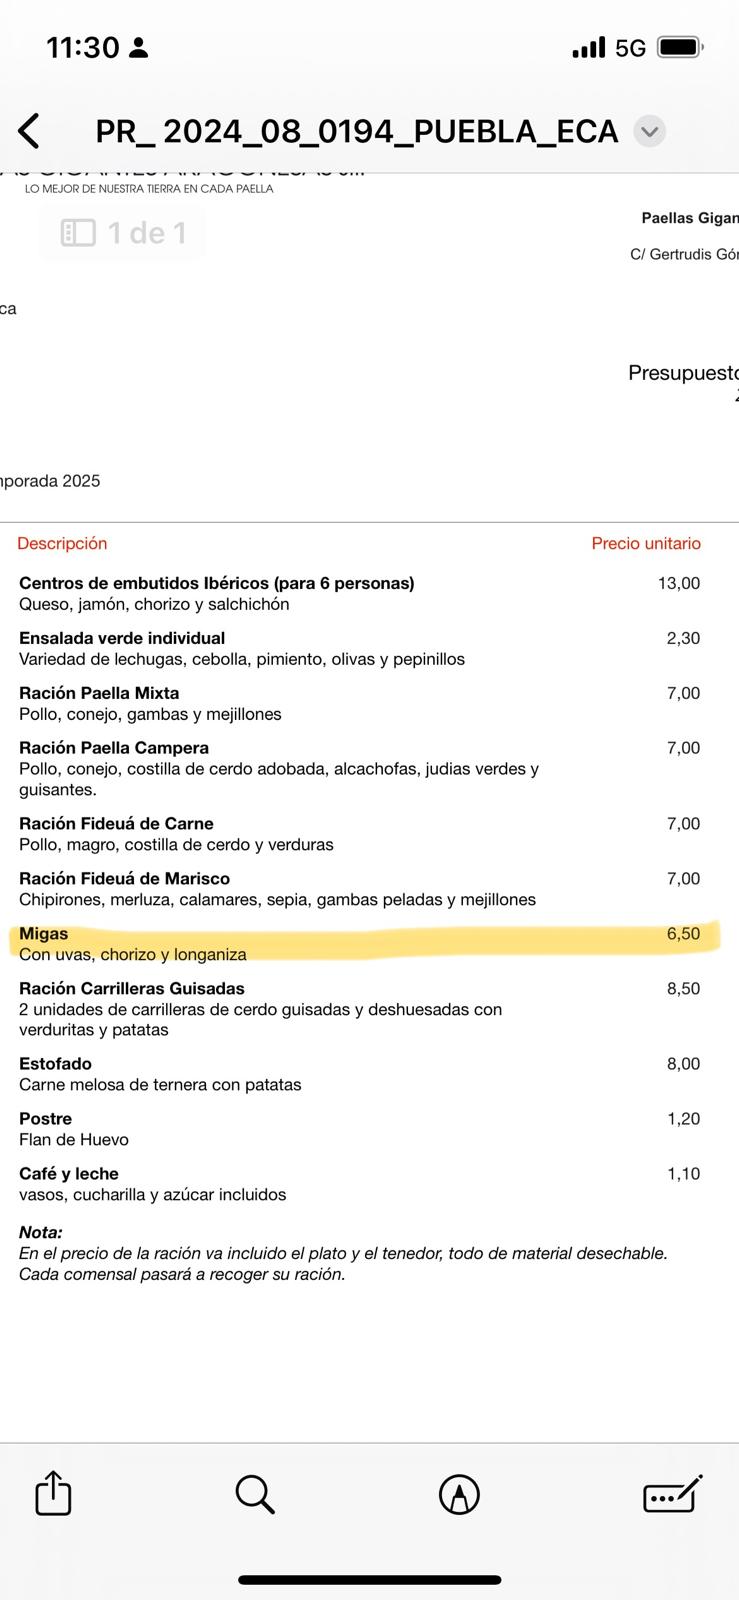 11:30
5G
PR_ 2024_08_0194_PUEBLA_ECA
LO MEJOR DE NUESTRA TIERRA EN CADA PAELLA
1 de 1
Paellas Gigan
C/ Gertrudis Gó
ca
Presupuesto
mporada 2025
Descripción Precio unitario
Centros de embutidos Ibéricos (para 6 personas) 13,00
Queso, jamón, chorizo y salchichón
Ensalada verde individual 2,30
Variedad de lechugas, cebolla, pimiento, olivas y pepinillos
Ración Paella Mixta 7,00
Pollo, conejo, gambas y mejillones
Ración Paella Campera 7,00
Pollo, conejo, costilla de cerdo adobada, alcachofas, judias verdes y
guisantes.
Ración Fideuá de Carne 7,00
Pollo, magro, costilla de cerdo y verduras
Ración Fideuá de Marisco 7,00
Chipirones, merluza, calamares, sepia, gambas peladas y mejillones
Migas 6,50
Con uvas, chorizo y longaniza
Ración Carrilleras Guisadas 8,50
2 unidades de carrilleras de cerdo guisadas y deshuesadas con
verduritas y patatas
Estofado 8,00
Carne melosa de ternera con patatas
Postre 1,20
Flan de Huevo
Café y leche 1,10
vasos, cucharilla y azúcar incluidos
Nota:
En el precio de la ración va incluido el plato y el tenedor, todo de material desechable.
Cada comensal pasará a recoger su ración.